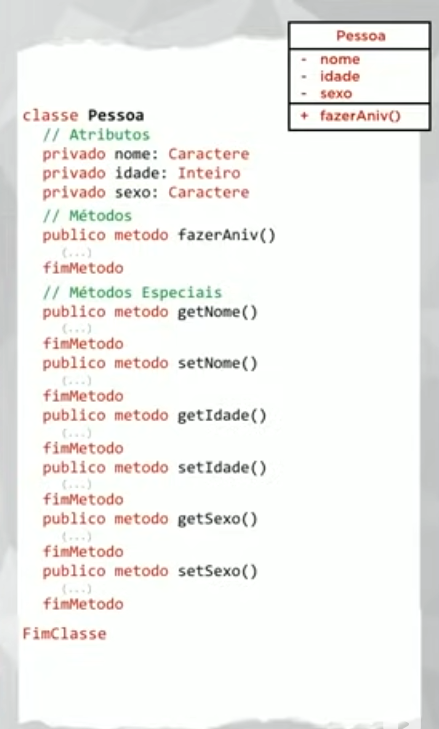 Pessoa
- nome
- idade
- sexo
+ fazerAniv()
classe Pessoa
// Atributos
privado nome: Caractere
privado idade: Inteiro
privado sexo: Caractere
// Métodos
publico metodo fazerAniv()
(...)
fimMetodo
// Métodos Especiais
publico metodo getNome()
(...)
fimMetodo
publico metodo setNome()
(...)
fimMetodo
publico metodo getIdade()
(...)
fimMetodo
publico metodo setIdade()
(...)
fimMetodo
publico metodo getSexo()
(...)
fimMetodo
publico metodo setSexo()
(...)
fimMetodo
FimClasse